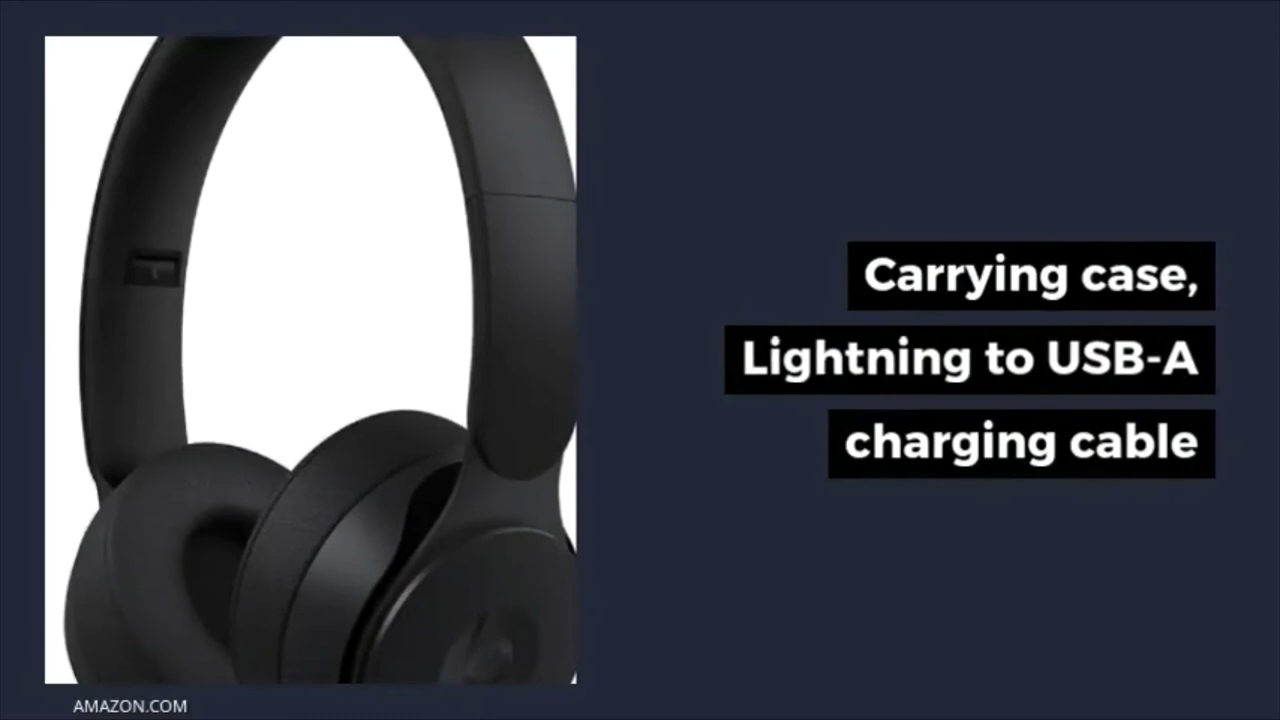 Carrying case,
Lightning to USB-A
charging cable
AMAZON.COM